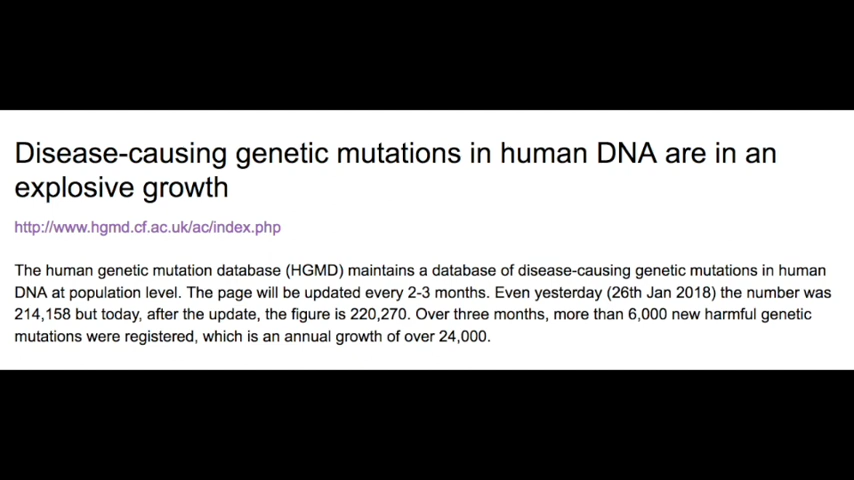 Disease-causing genetic mutations in human DNA are in an
explosive growth
http://www.hgmd.cf.ac.uk/ac/index.php
The human genetic mutation database (HGMD) maintains a database of disease-causing genetic mutations in human
DNA at population level. The page will be updated every 2-3 months. Even yesterday (26th Jan 2018) the number was
214,158 but today, after the update, the figure is 220,270. Over three months, more than 6,000 new harmful genetic
mutations were registered, which is an annual growth of over 24,000.